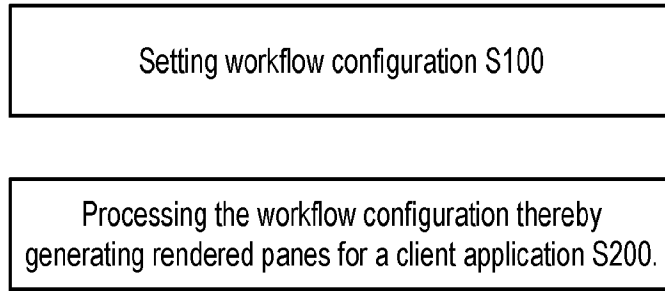 Setting workflow configuration S100
Processing the workflow configuration thereby
generating rendered panes for a client application S200.